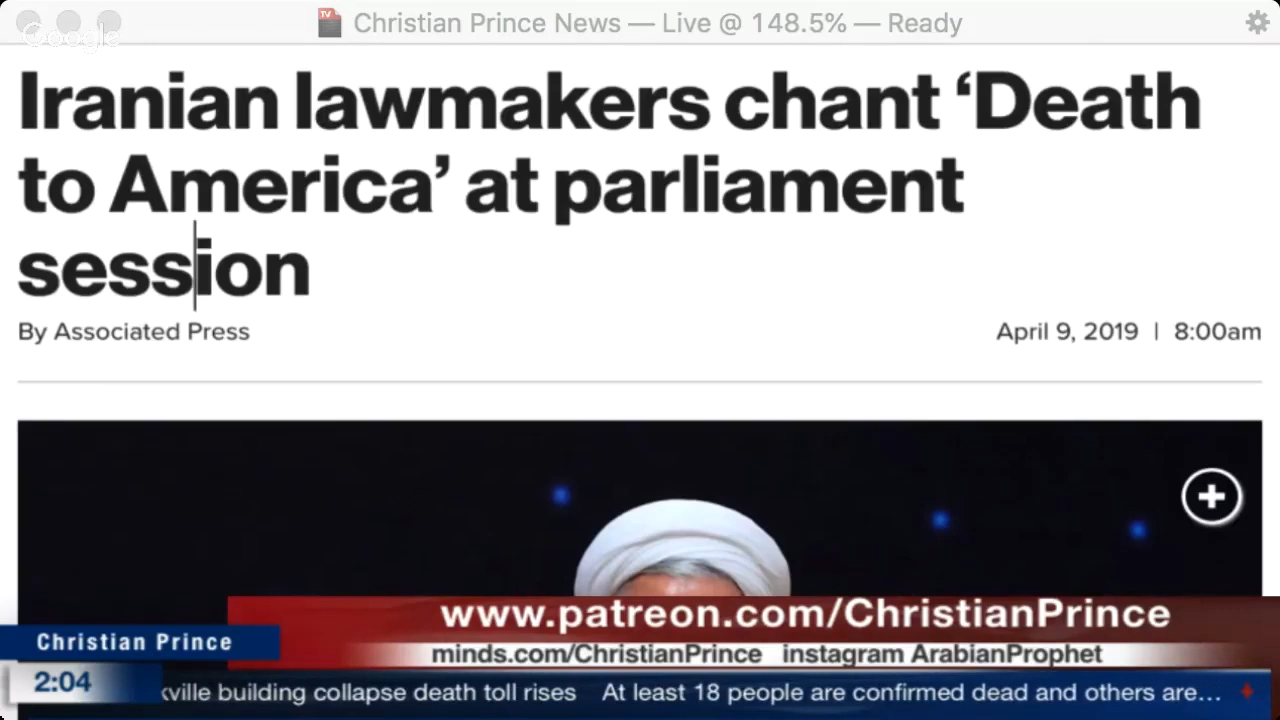 Christian Prince News — Live @ 148.5% — Ready
Google
Iranian lawmakers chant ‘Death
to America’ at parliament
session
By Associated Press
April 9, 2019 | 8:00am
www.patreon.com/ChristianPrince
Christian Prince
minds.com/ChristianPrince instagram ArabianProphet
2:04
building collapse death toll rises At least 18 people are confirmed dead and others are...